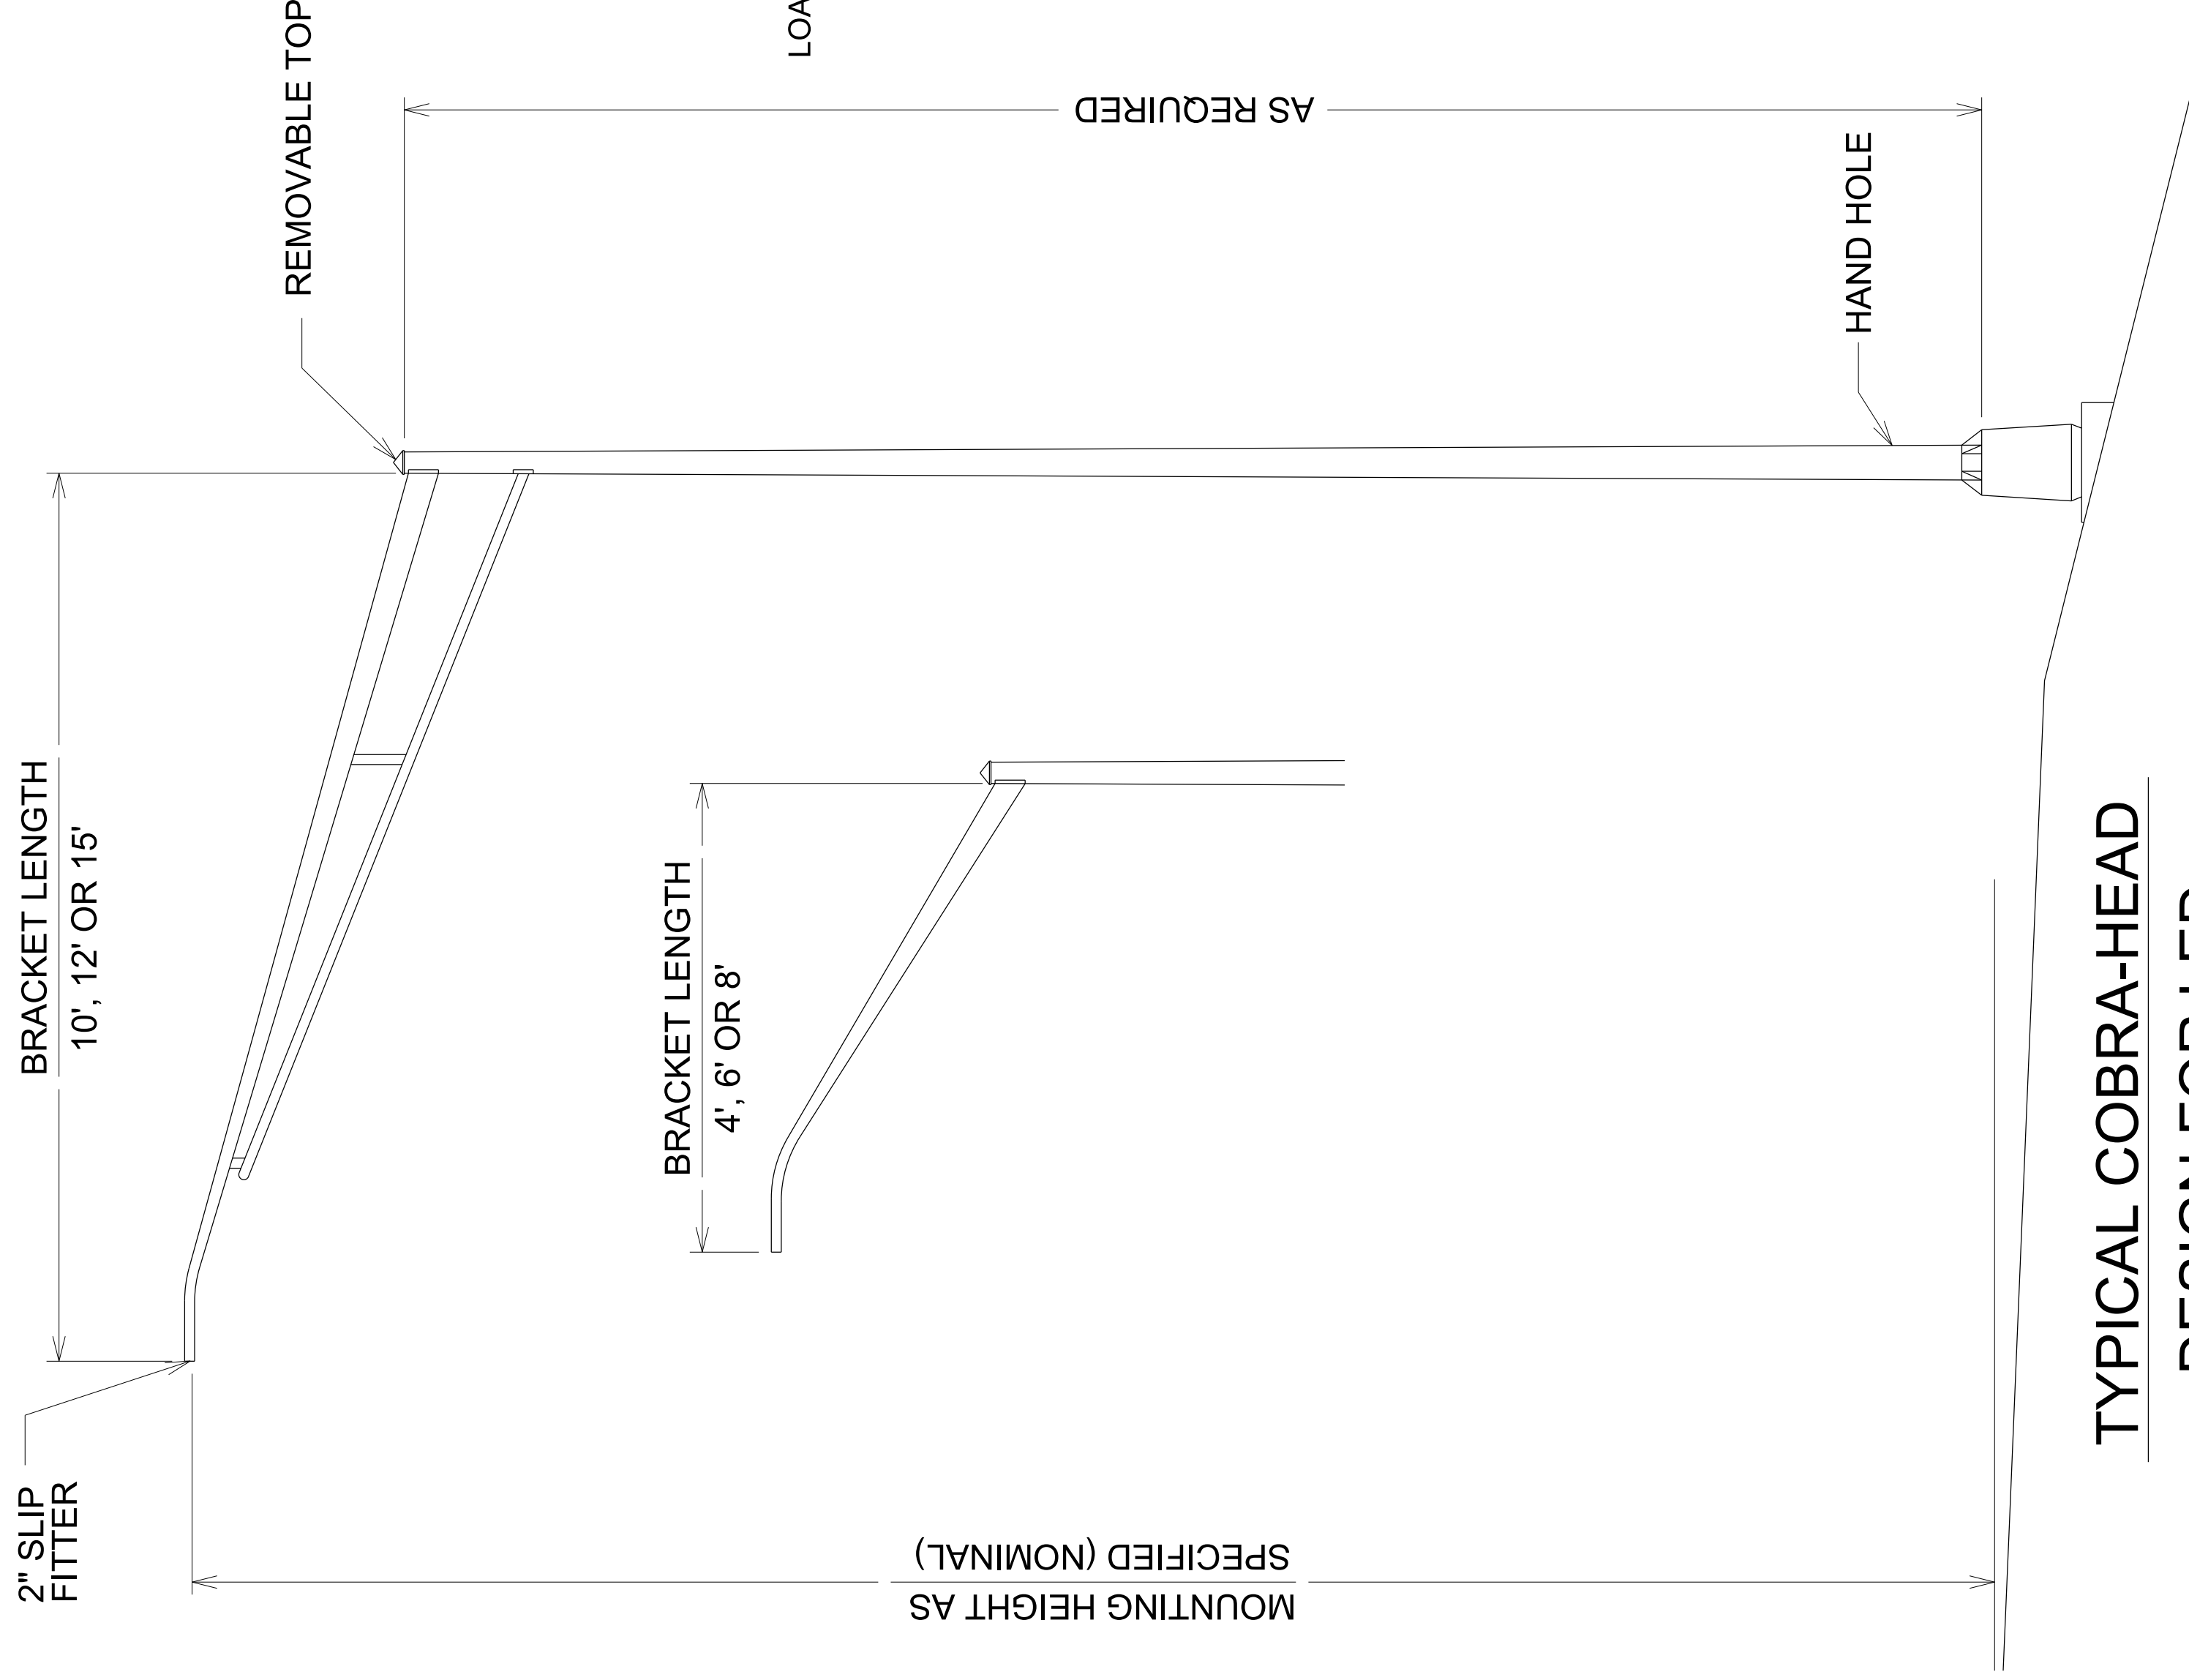 2" SLIP
FITTER
BRACKET LENGTH
10', 12' OR 15'
REMOVABLE TOP
BRACKET LENGTH
4', 6' OR 8'
AS REQUIRED
HAND HOLE
MOUNTING HEIGHT AS
SPECIFIED (NOMINAL)
TYPICAL COBRA-HEAD